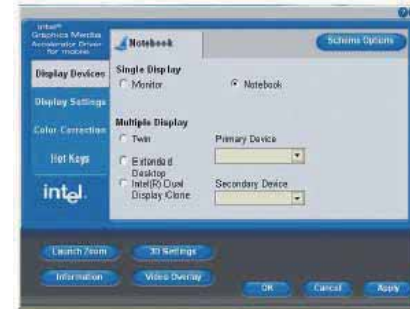 intel®
Graphics Media
Accelerator Driver
for mobile
Notebook
Scheme Options
Display Devices
Display Settings
Color Correction
Hot Keys
intel.
Single Display
Monitor
Notebook
Multiple Display
Twin
Primary Device
Extended
Desktop
Intel(R) Dual
Display Clone
Secondary Device
Launch Zoom
3D Settings
Information
Video Overlay
OK
Cancel
Apply